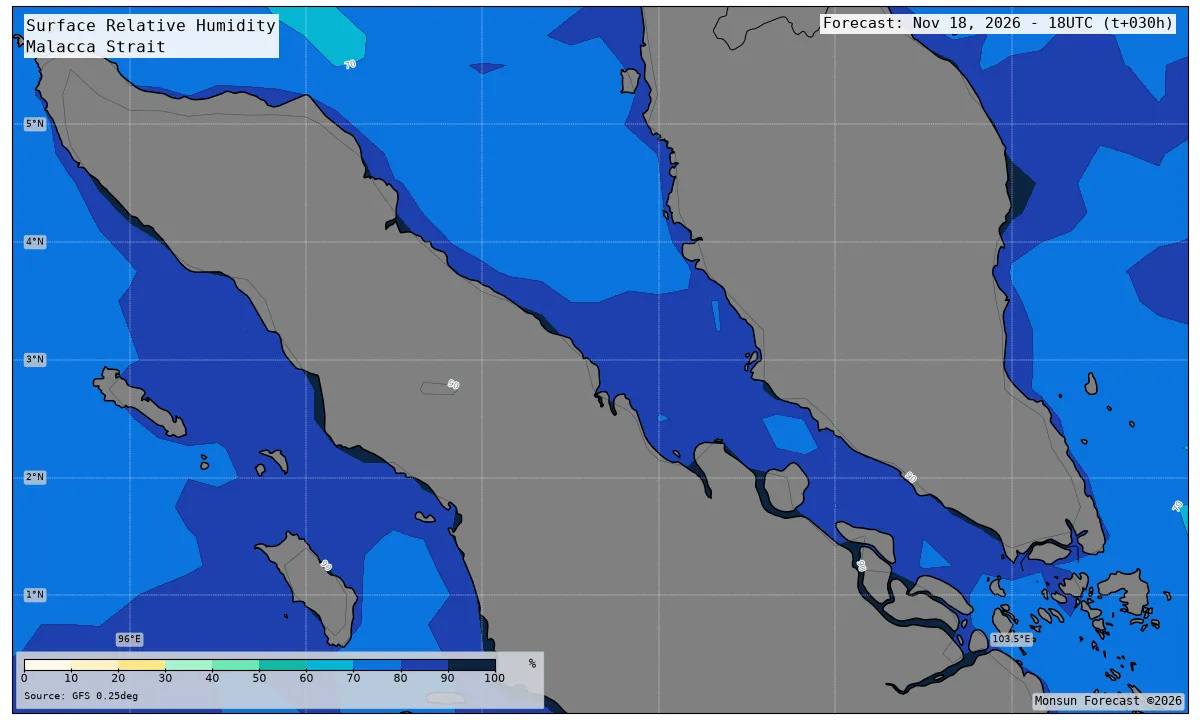 Surface Relative Humidity
Malacca Strait
Forecast: Nov 18, 2026 - 18UTC (t+030h)
70
5°N
4°N
3°N
90
2°N
90
70
90
90
1°N
96°E
103.5°E
%
0 10 20 30 40 50 60 70 80 90 100
Source: GFS 0.25deg
Monsun Forecast ©2026